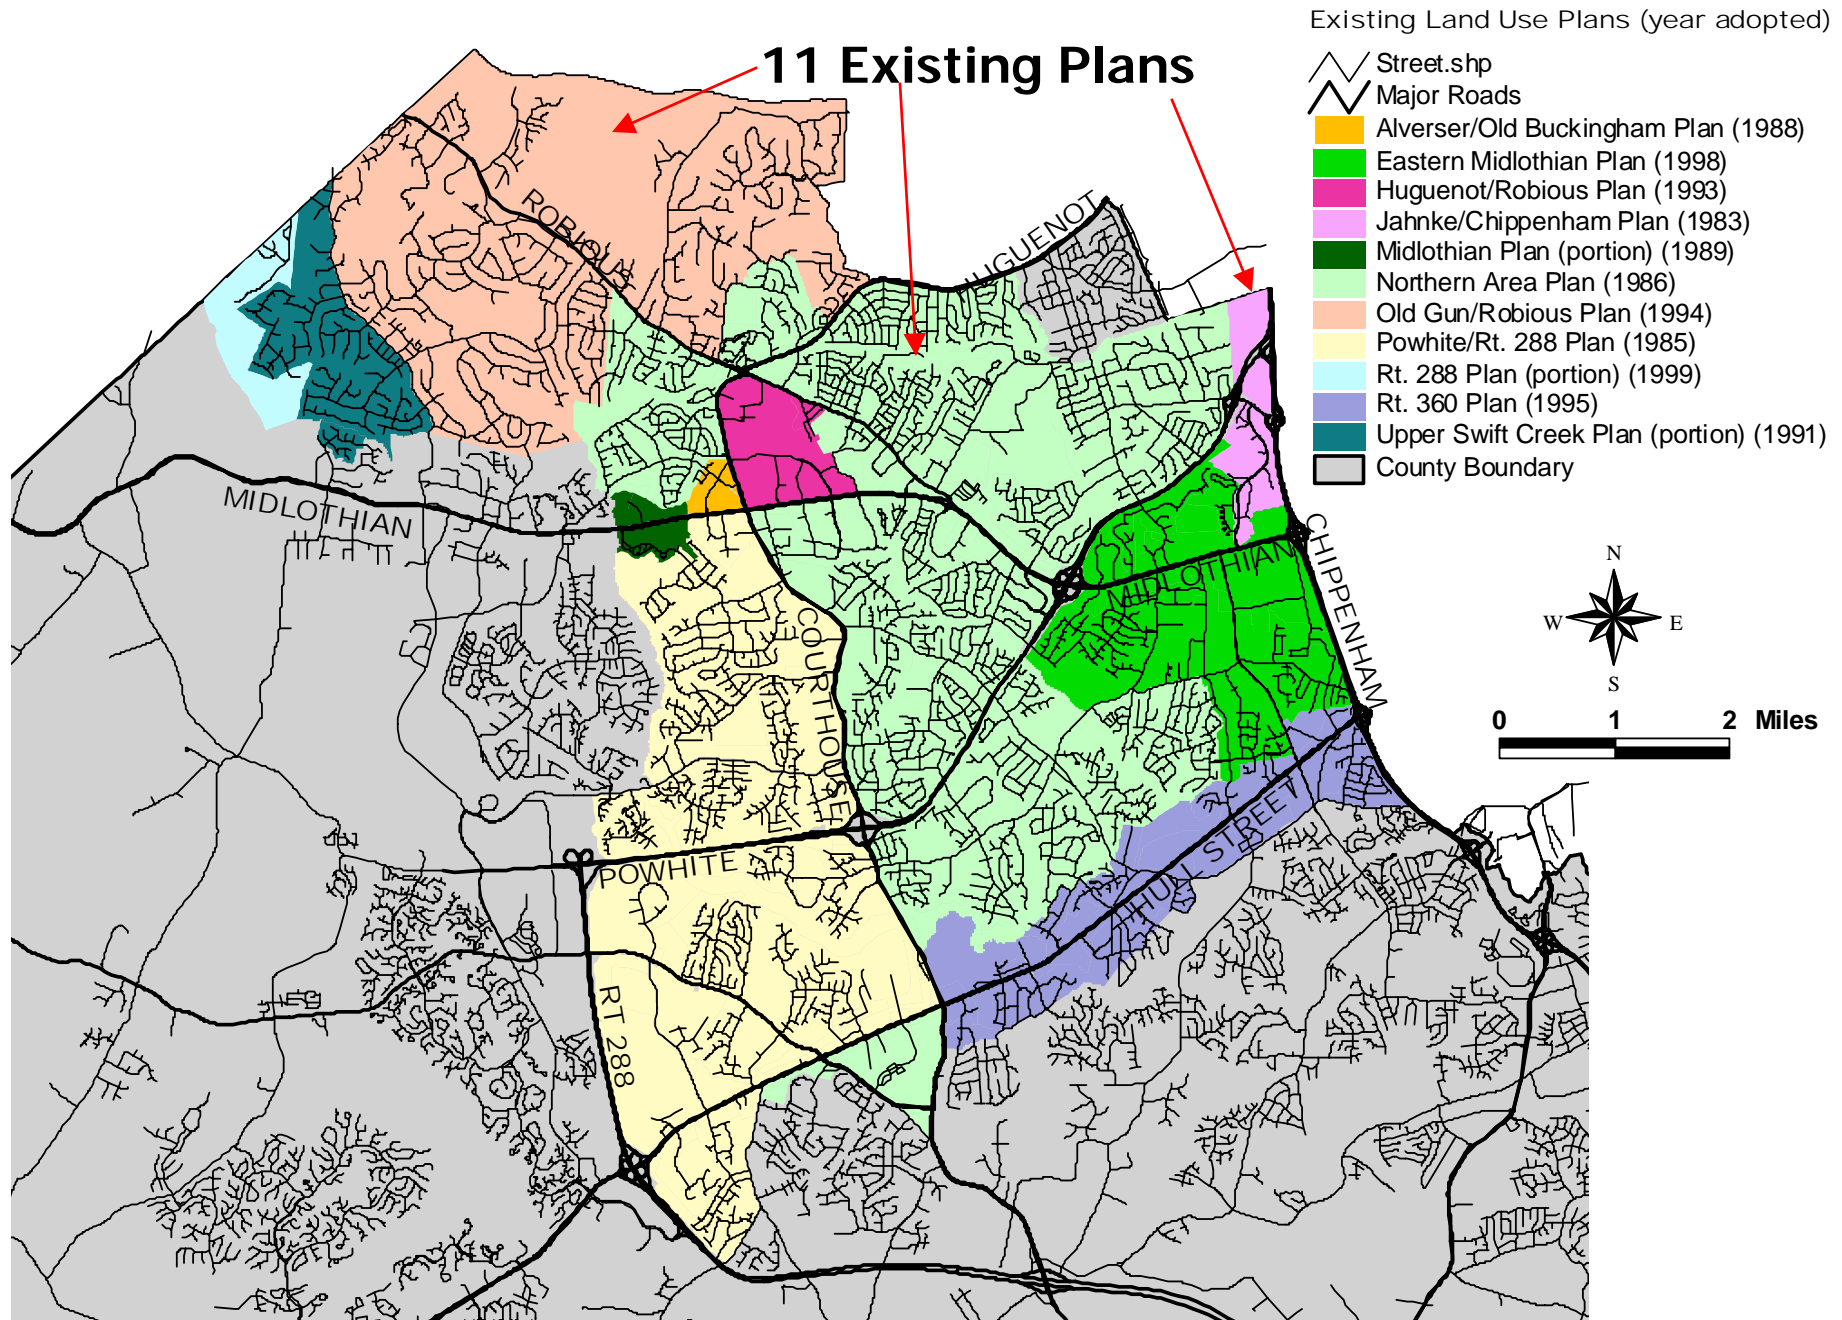 Existing Land Use Plans (year adopted)
11 Existing Plans
Street.shp
Major Roads
Alverser/Old Buckingham Plan (1988)
Eastern Midlothian Plan (1998)
Huguenot/Robious Plan (1993)
Jahnke/Chippenham Plan (1983)
Midlothian Plan (portion) (1989)
Northern Area Plan (1986)
Old Gun/Robious Plan (1994)
Powhite/Rt. 288 Plan (1985)
Rt. 288 Plan (portion) (1999)
Rt. 360 Plan (1995)
Upper Swift Creek Plan (portion) (1991)
County Boundary
ROBIOUS
HUGUENOT
MIDLOTHIAN
MIDLOTHIAN
CHIPPENHAM
COURTHOUSE
POWHITE
HULL STREET
RT 288
N
W E
S
0 1 2 Miles